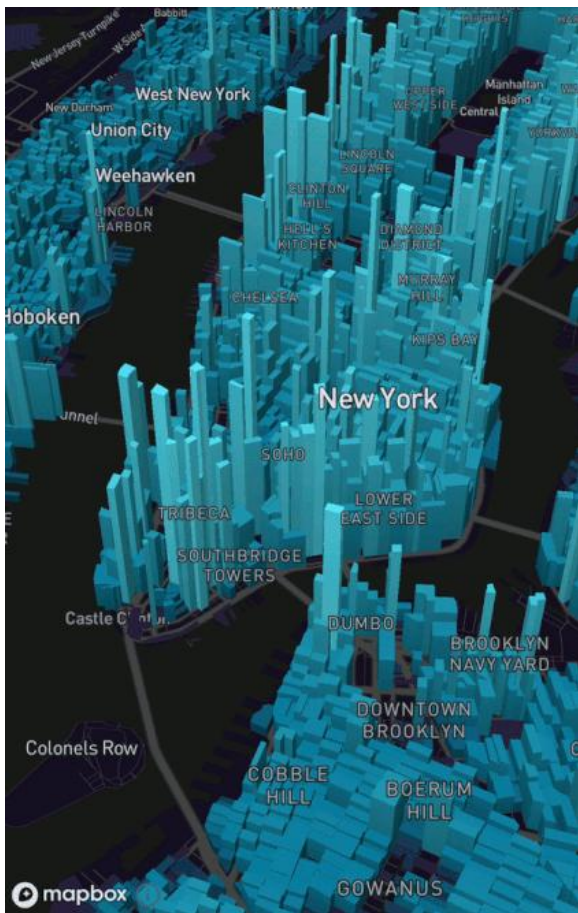 Babbitt
New Jersey Turnpike
W Side
New Durham
West New York
Union City
Weehawken
LINCOLN
HARBOR
Hoboken
UPPER
WEST SIDE
Manhattan
Island
Central
LINCOLN
SQUARE
CLINTON
HILL
HELL'S
KITCHEN
DIAMOND
DISTRICT
CHELSEA
MURRAY
HILL
KIPS BAY
New York
SOHO
TRIBECA
LOWER
EAST SIDE
SOUTHBRIDGE
TOWERS
Castle Clinton
DUMBO
BROOKLYN
NAVY YARD
DOWNTOWN
BROOKLYN
Colonels Row
COBBLE
HILL
BOERUM
HILL
GOWANUS
mapbox